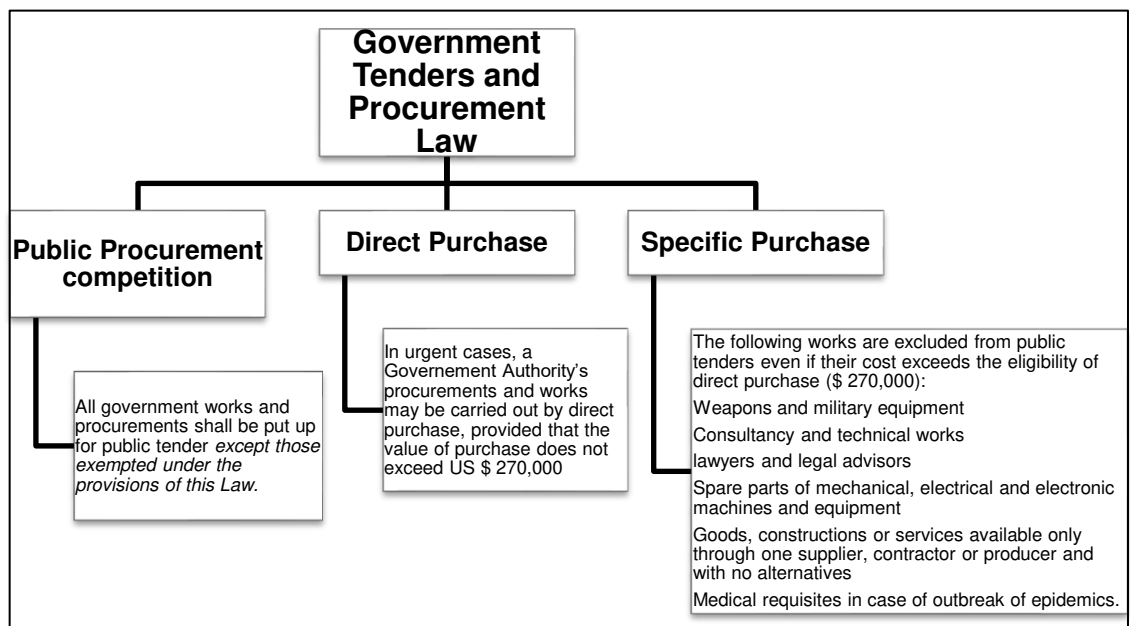 Government
Tenders and
Procurement
Law
Public Procurement
competition
Direct Purchase
Specific Purchase
All government works and
procurements shall be put up
for public tender except those
exempted under the
provisions of this Law.
In urgent cases, a
Governement Authority's
procurements and works
may be carried out by direct
purchase, provided that the
value of purchase does not
exceed US $ 270,000
The following works are excluded from public
tenders even if their cost exceeds the eligibility of
direct purchase ($ 270,000):
Weapons and military equipment
Consultancy and technical works
lawyers and legal advisors
Spare parts of mechanical, electrical and electronic
machines and equipment
Goods, constructions or services available only
through one supplier, contractor or producer and
with no alternatives
Medical requisites in case of outbreak of epidemics.